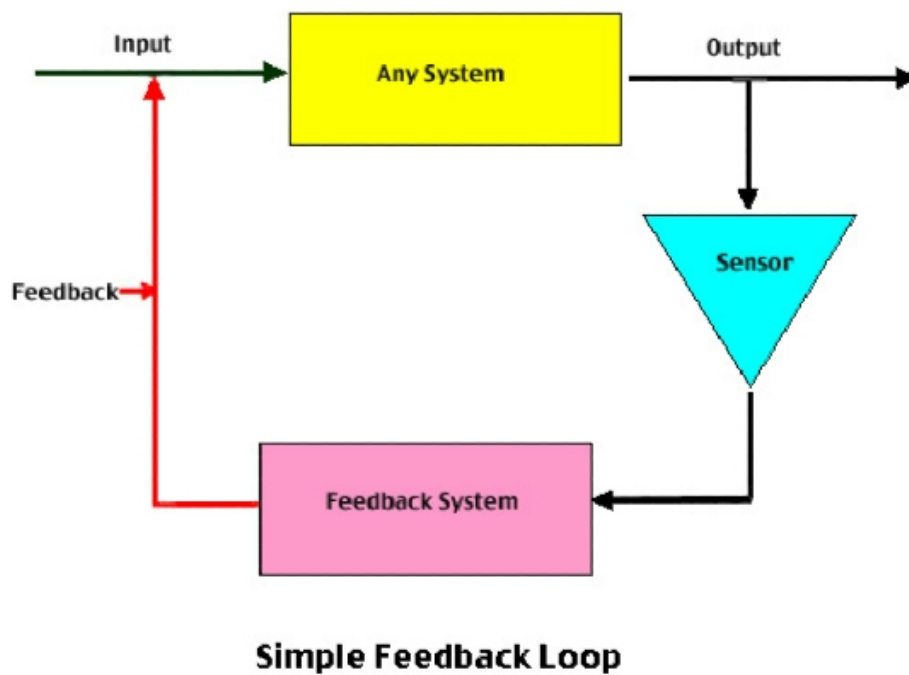 Input
Any System
Output
Sensor
Feedback
Feedback System
Simple Feedback Loop